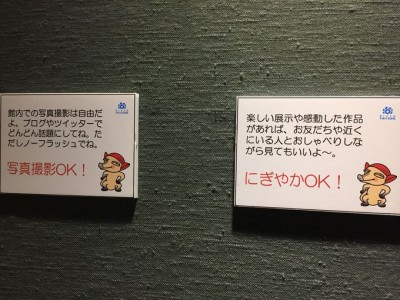 館内での写真撮影は自由だ
よ。ブログやツイッターで
どんどん話題にしてね。た
だしノーフラッシュでね。
写真撮影OK！
楽しい展示や感動した作品
があれば、お友だちや近く
にいる人とおしゃべりしな
がら見てもいいよ～。
にぎやかOK！